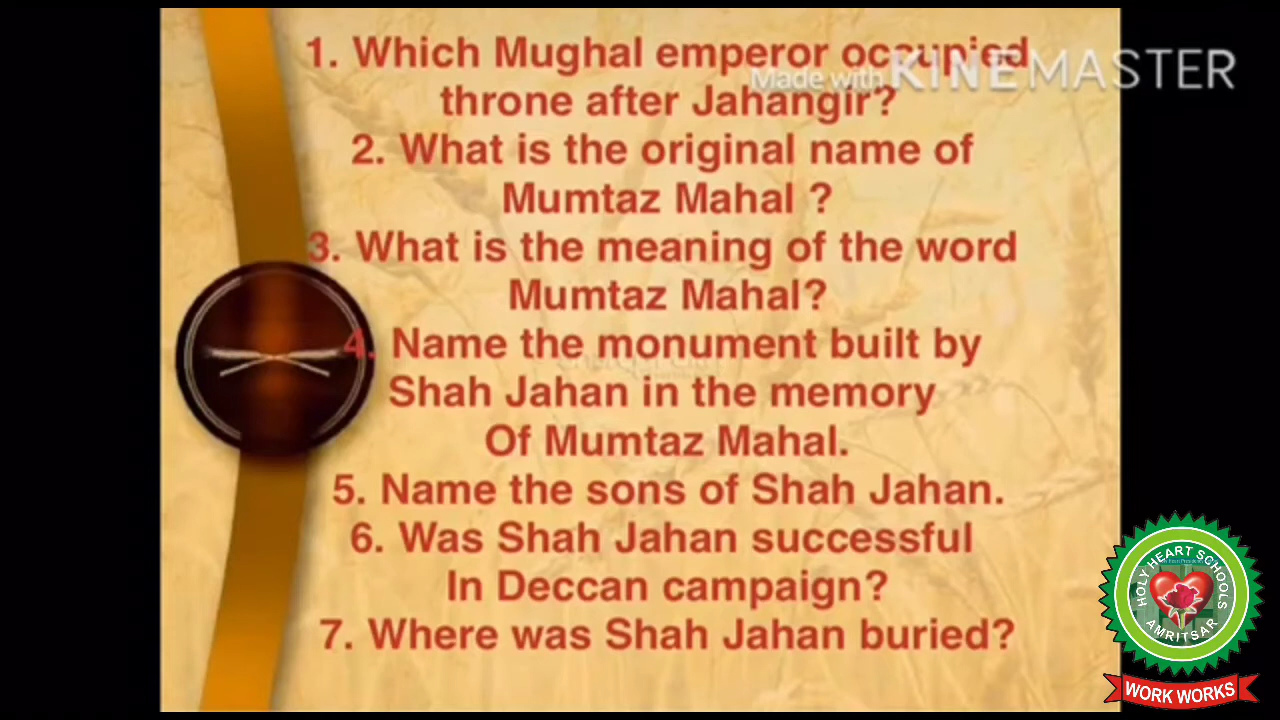 1. Which Mughal emperor occupied
throne after Jahangir?
Made with KINEMASTER
2. What is the original name of
Mumtaz Mahal ?
3. What is the meaning of the word
Mumtaz Mahal?
4. Name the monument built by
Shah Jahan in the memory
Of Mumtaz Mahal.
5. Name the sons of Shah Jahan.
6. Was Shah Jahan successful
In Deccan campaign?
7. Where was Shah Jahan buried?
HOLY HEART SCHOOLS
AMRITSAR
WORK WORKS